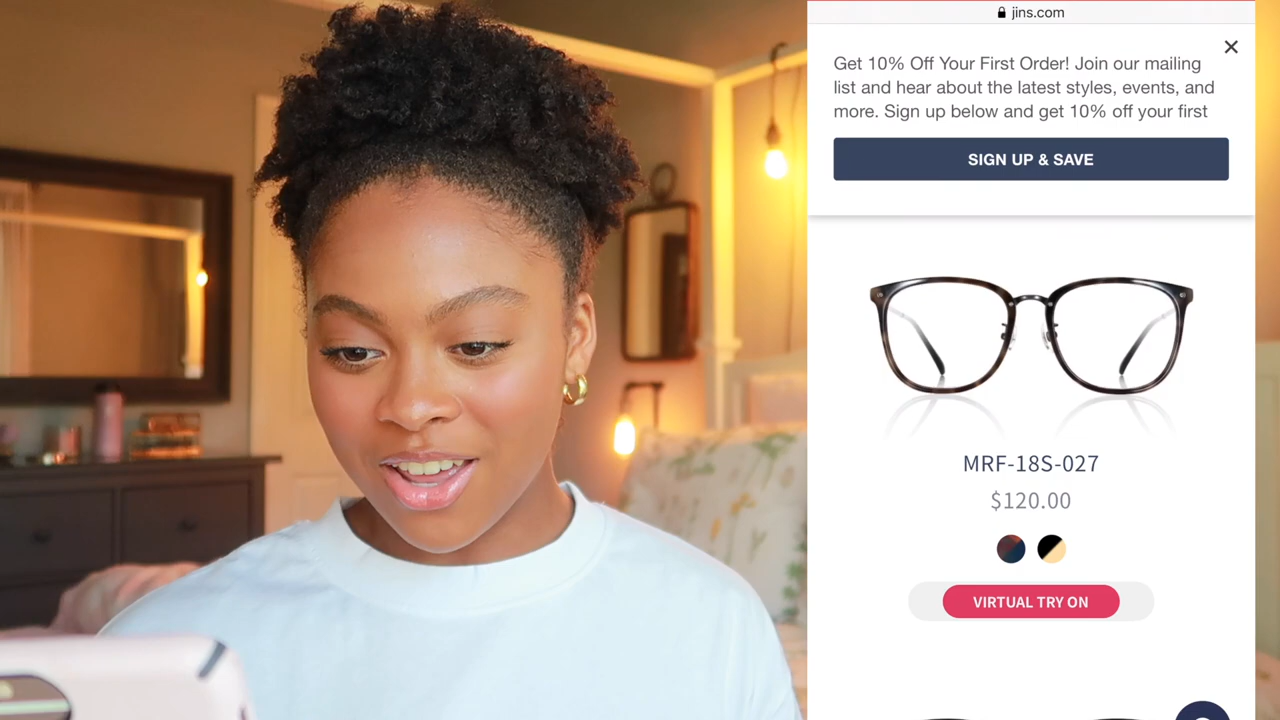 jins.com
Get 10% Off Your First Order! Join our mailing
list and hear about the latest styles, events, and
more. Sign up below and get 10% off your first
SIGN UP & SAVE
MRF-18S-027
$120.00
VIRTUAL TRY ON